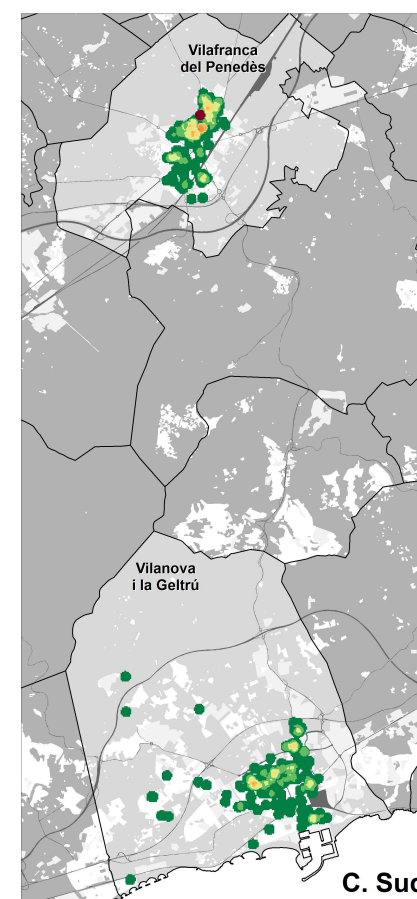 Vilafranca
del Penedès
Vilanova
i la Geltrú
C. Suc